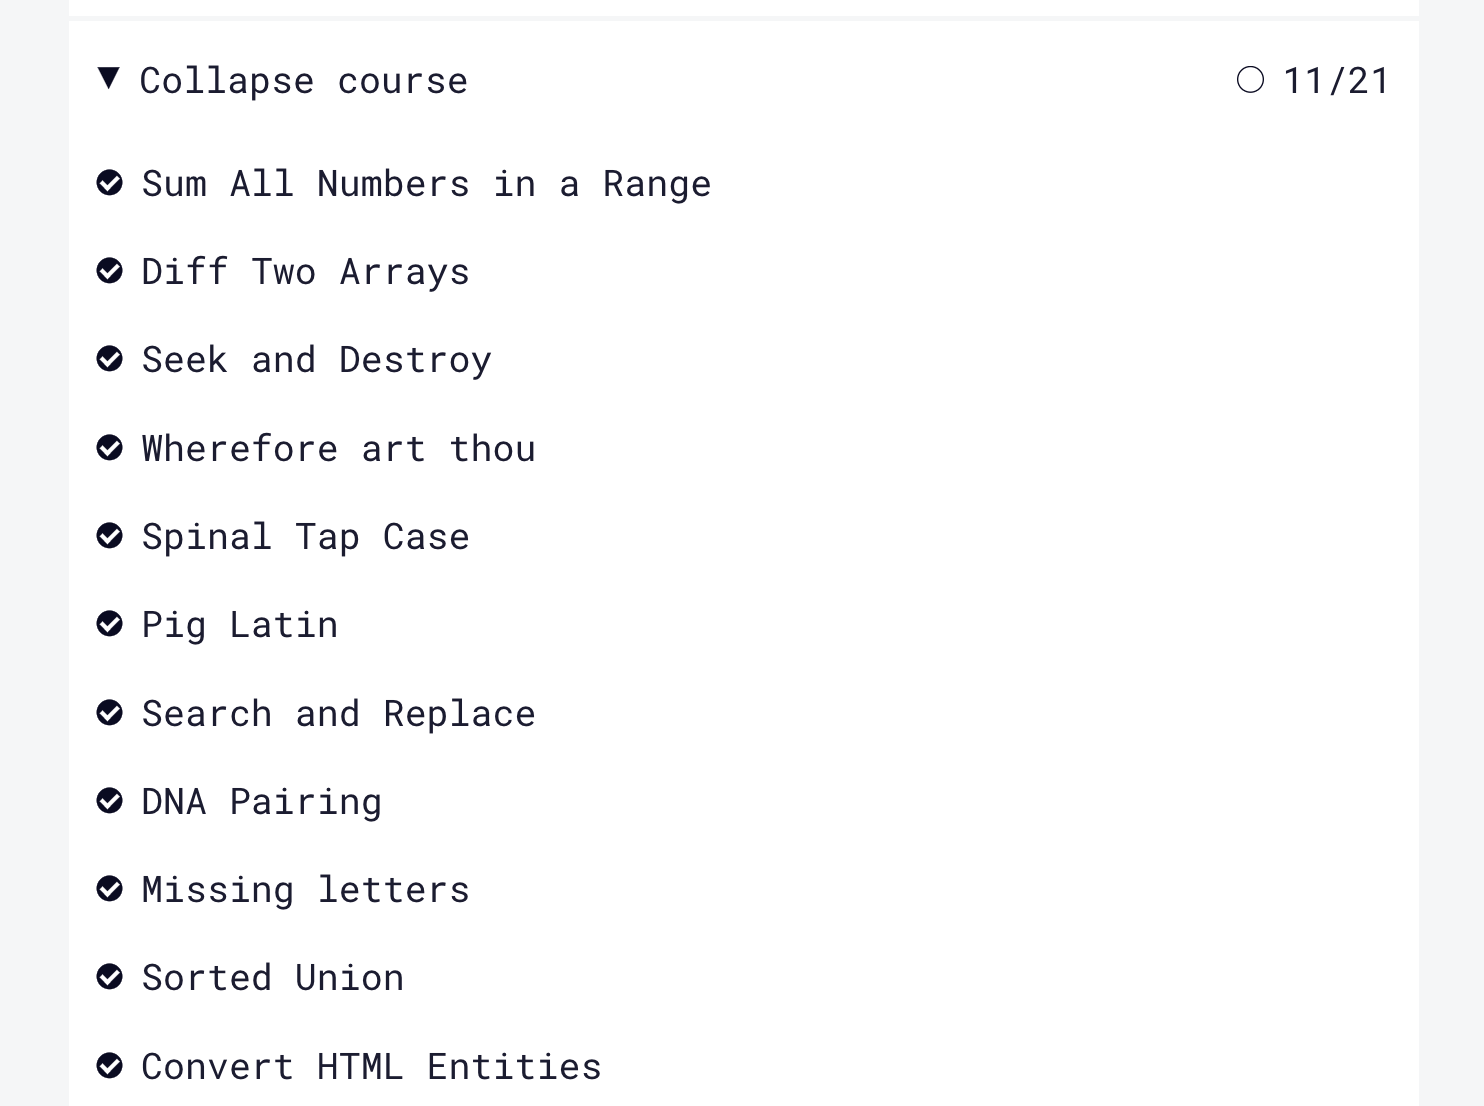 Collapse course 11/21
Sum All Numbers in a Range
Diff Two Arrays
Seek and Destroy
Wherefore art thou
Spinal Tap Case
Pig Latin
Search and Replace
DNA Pairing
Missing letters
Sorted Union
Convert HTML Entities